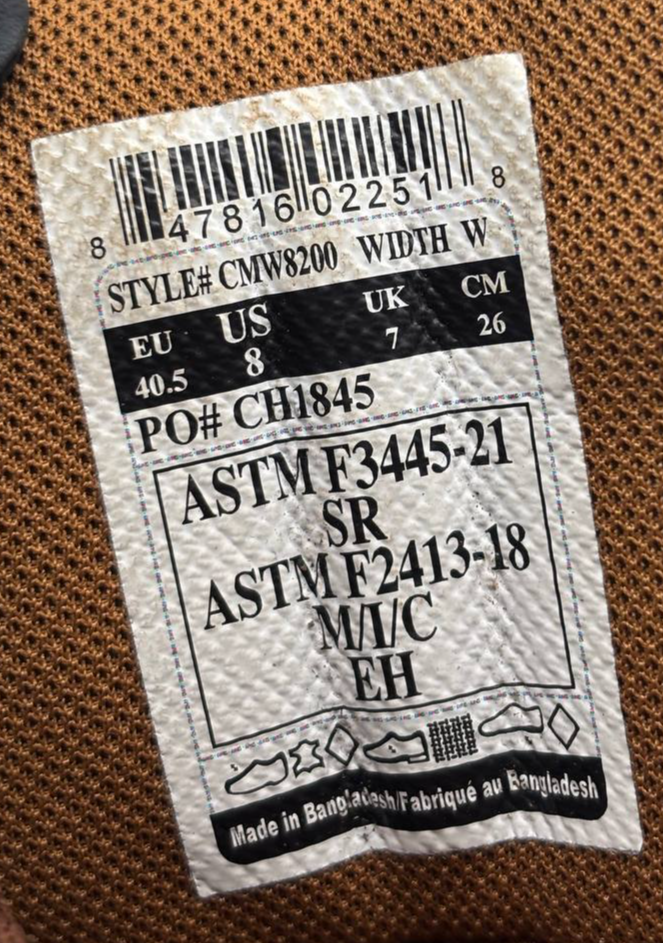 8 47816 02251 8
STYLE# CMW8200 WIDTH W
EU US UK CM
40.5 8 7 26
PO# CH1845
ASTM F3445-21
SR
ASTM F2413-18
M/I/C
EH
Made in Bangladesh/Fabriqué au Bangladesh